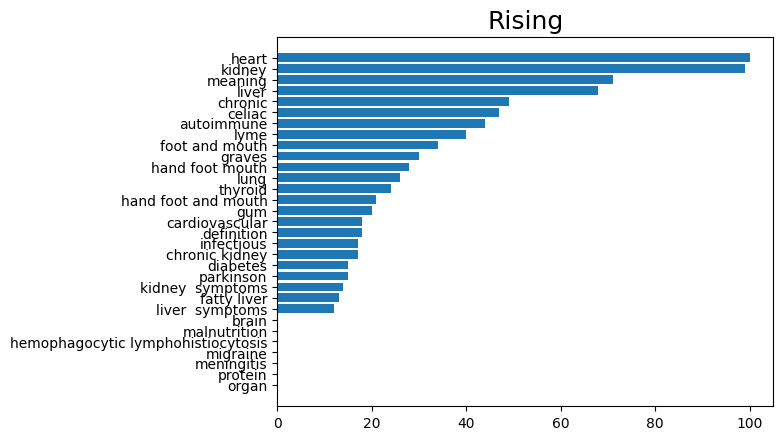 Rising
heart
kidney
meaning
liver
chronic
celiac
autoimmune
lyme
foot and mouth
graves
hand foot mouth
lung
thyroid
hand foot and mouth
gum
cardiovascular
definition
infectious
chronic kidney
diabetes
parkinson
kidney  symptoms
fatty liver
liver  symptoms
brain
malnutrition
hemophagocytic lymphohistiocytosis
migraine
meningitis
protein
organ
0 20 40 60 80 100